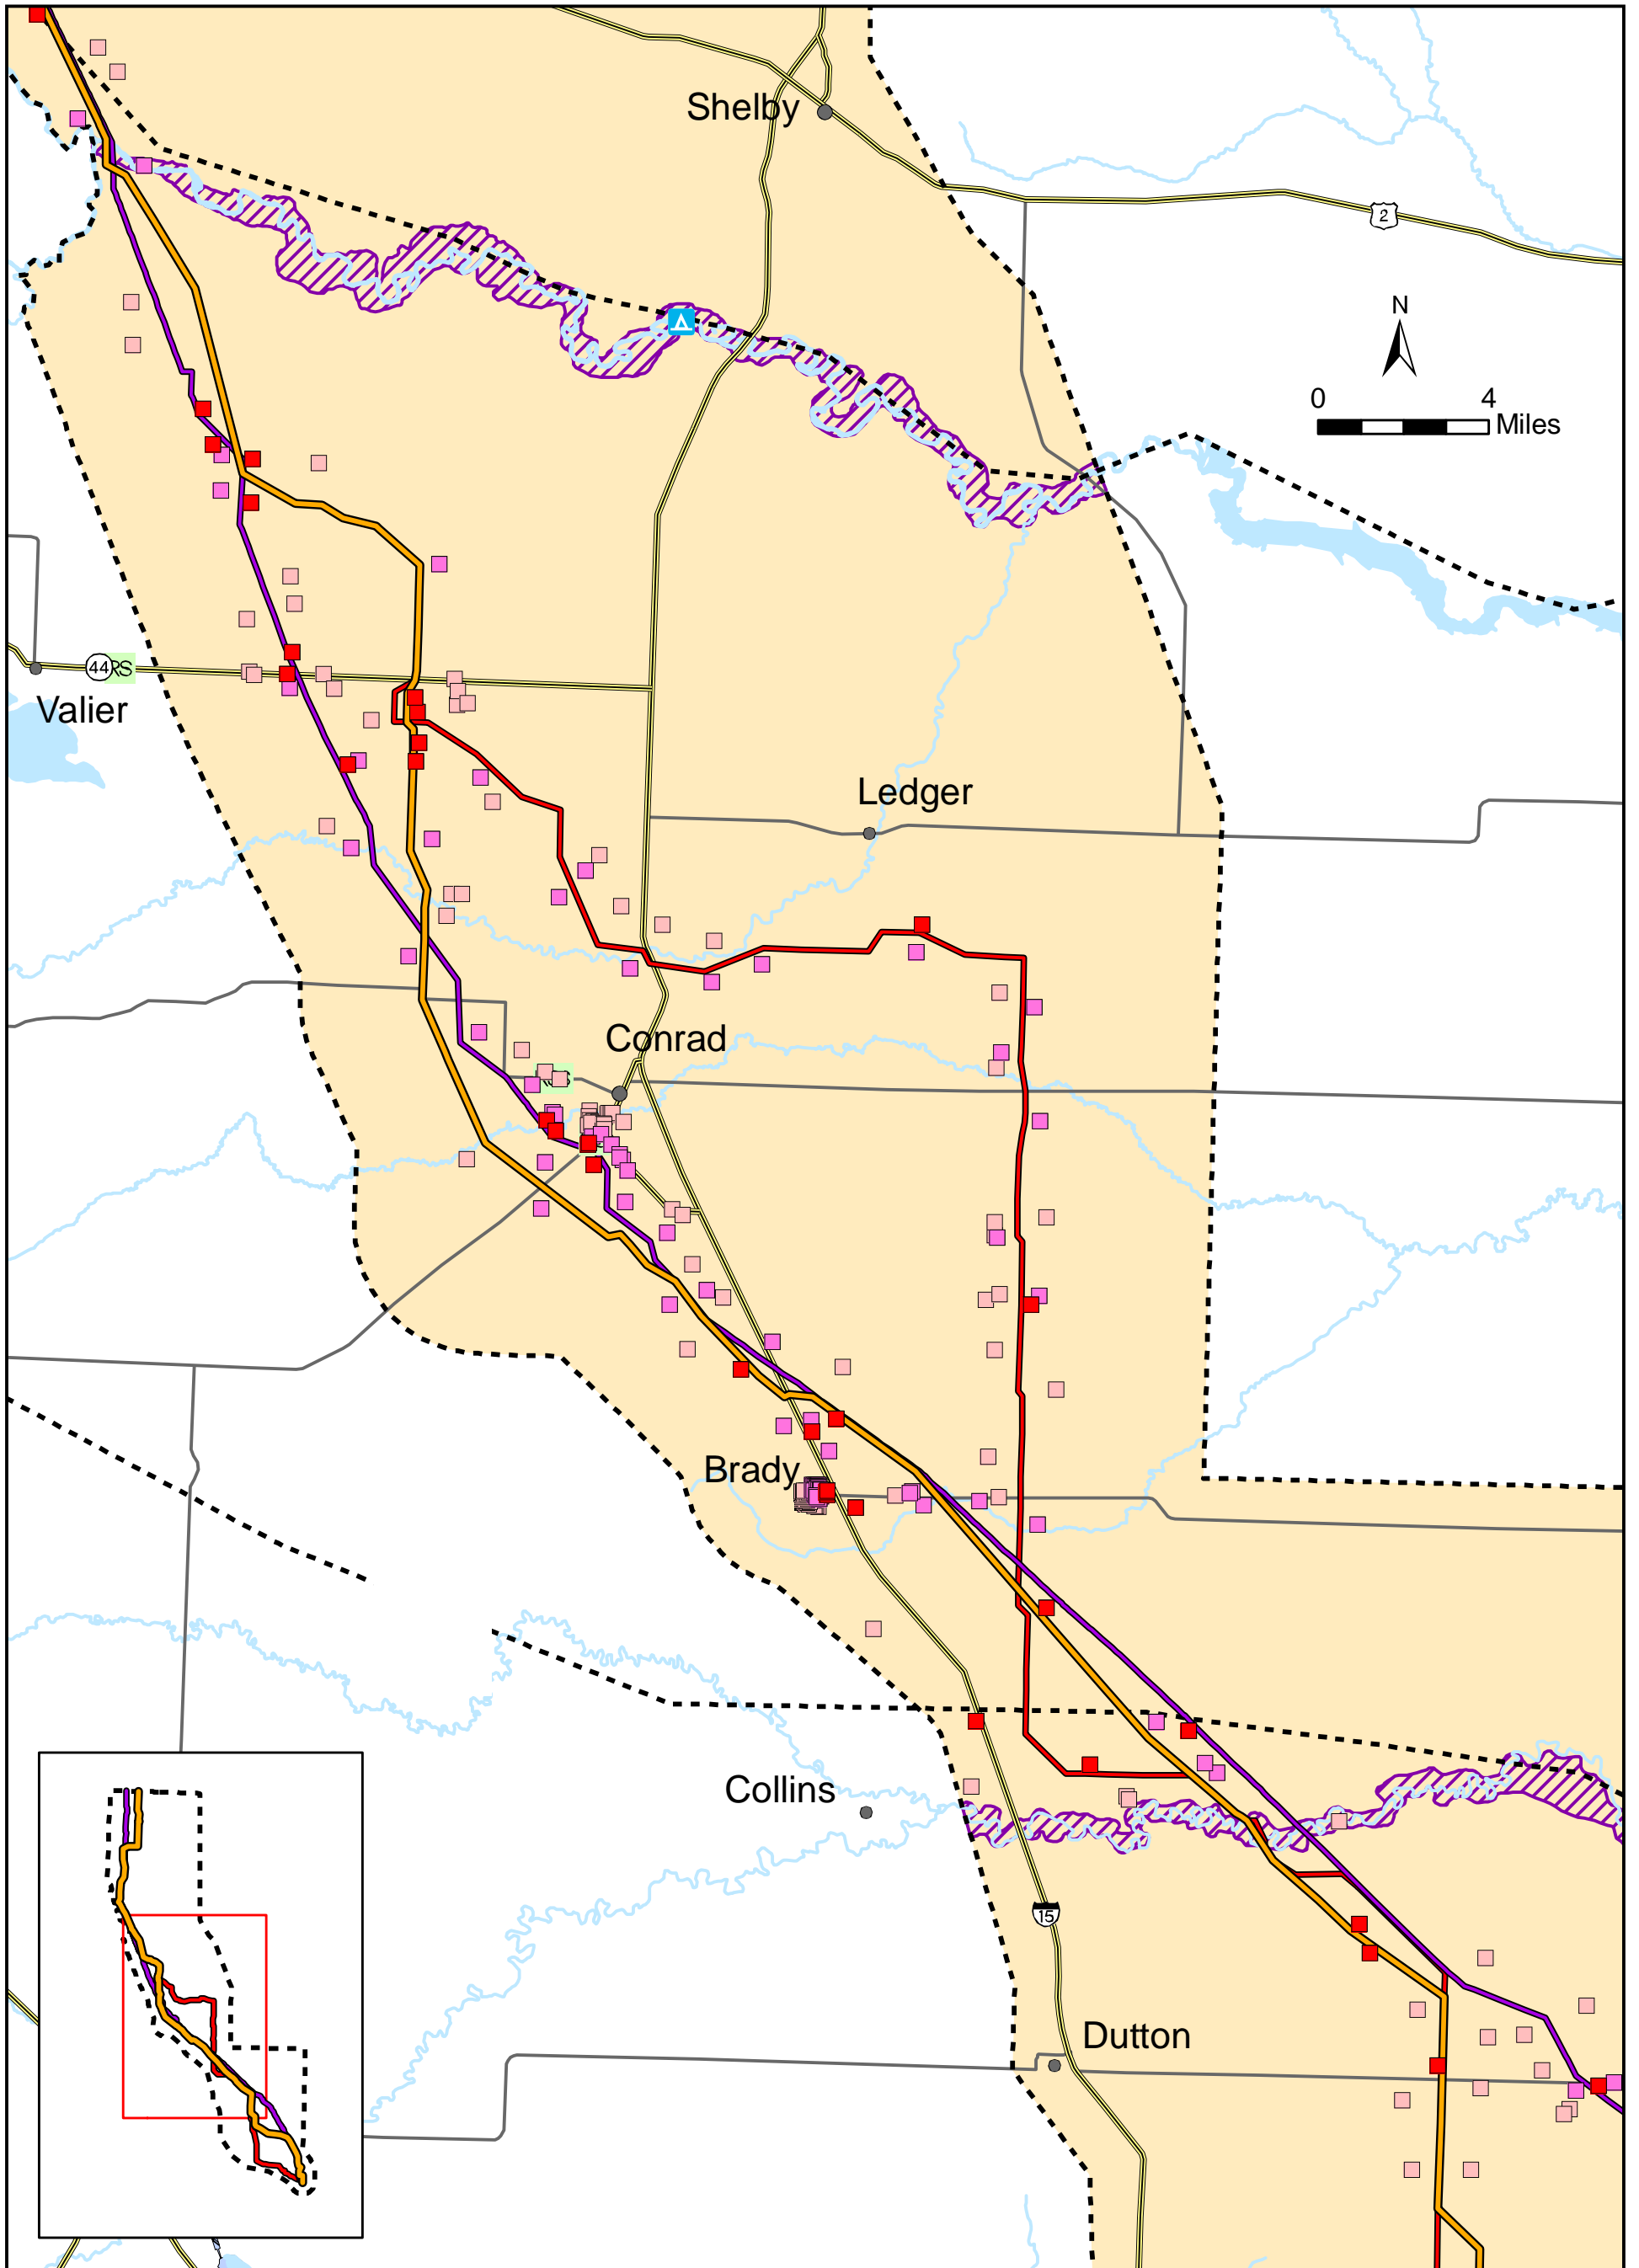 Shelby
2
N
0 4
Miles
44 RS
Valier
Ledger
Conrad
Brady
Collins
15
Dutton